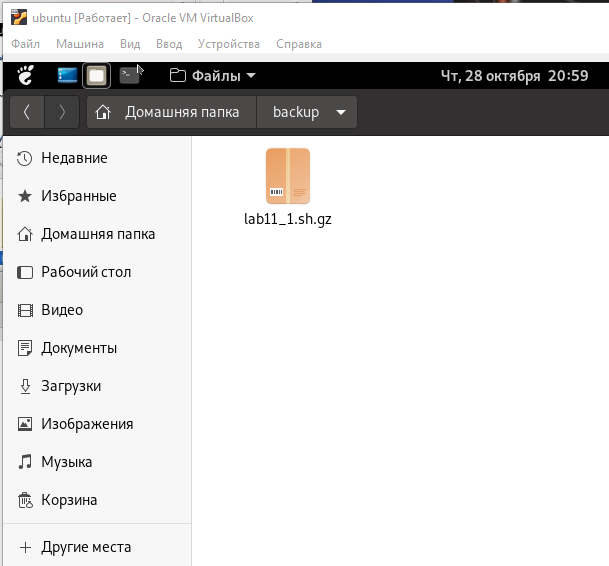 ubuntu [Работает] - Oracle VM VirtualBox
Файл Машина Вид Ввод Устройства Справка
Файлы Чт, 28 октября 20:59
Домашняя папка backup
Недавние
lab11_1.sh.gz
Избранные
Домашняя папка
Рабочий стол
Видео
Документы
Загрузки
Изображения
Музыка
Корзина
Другие места